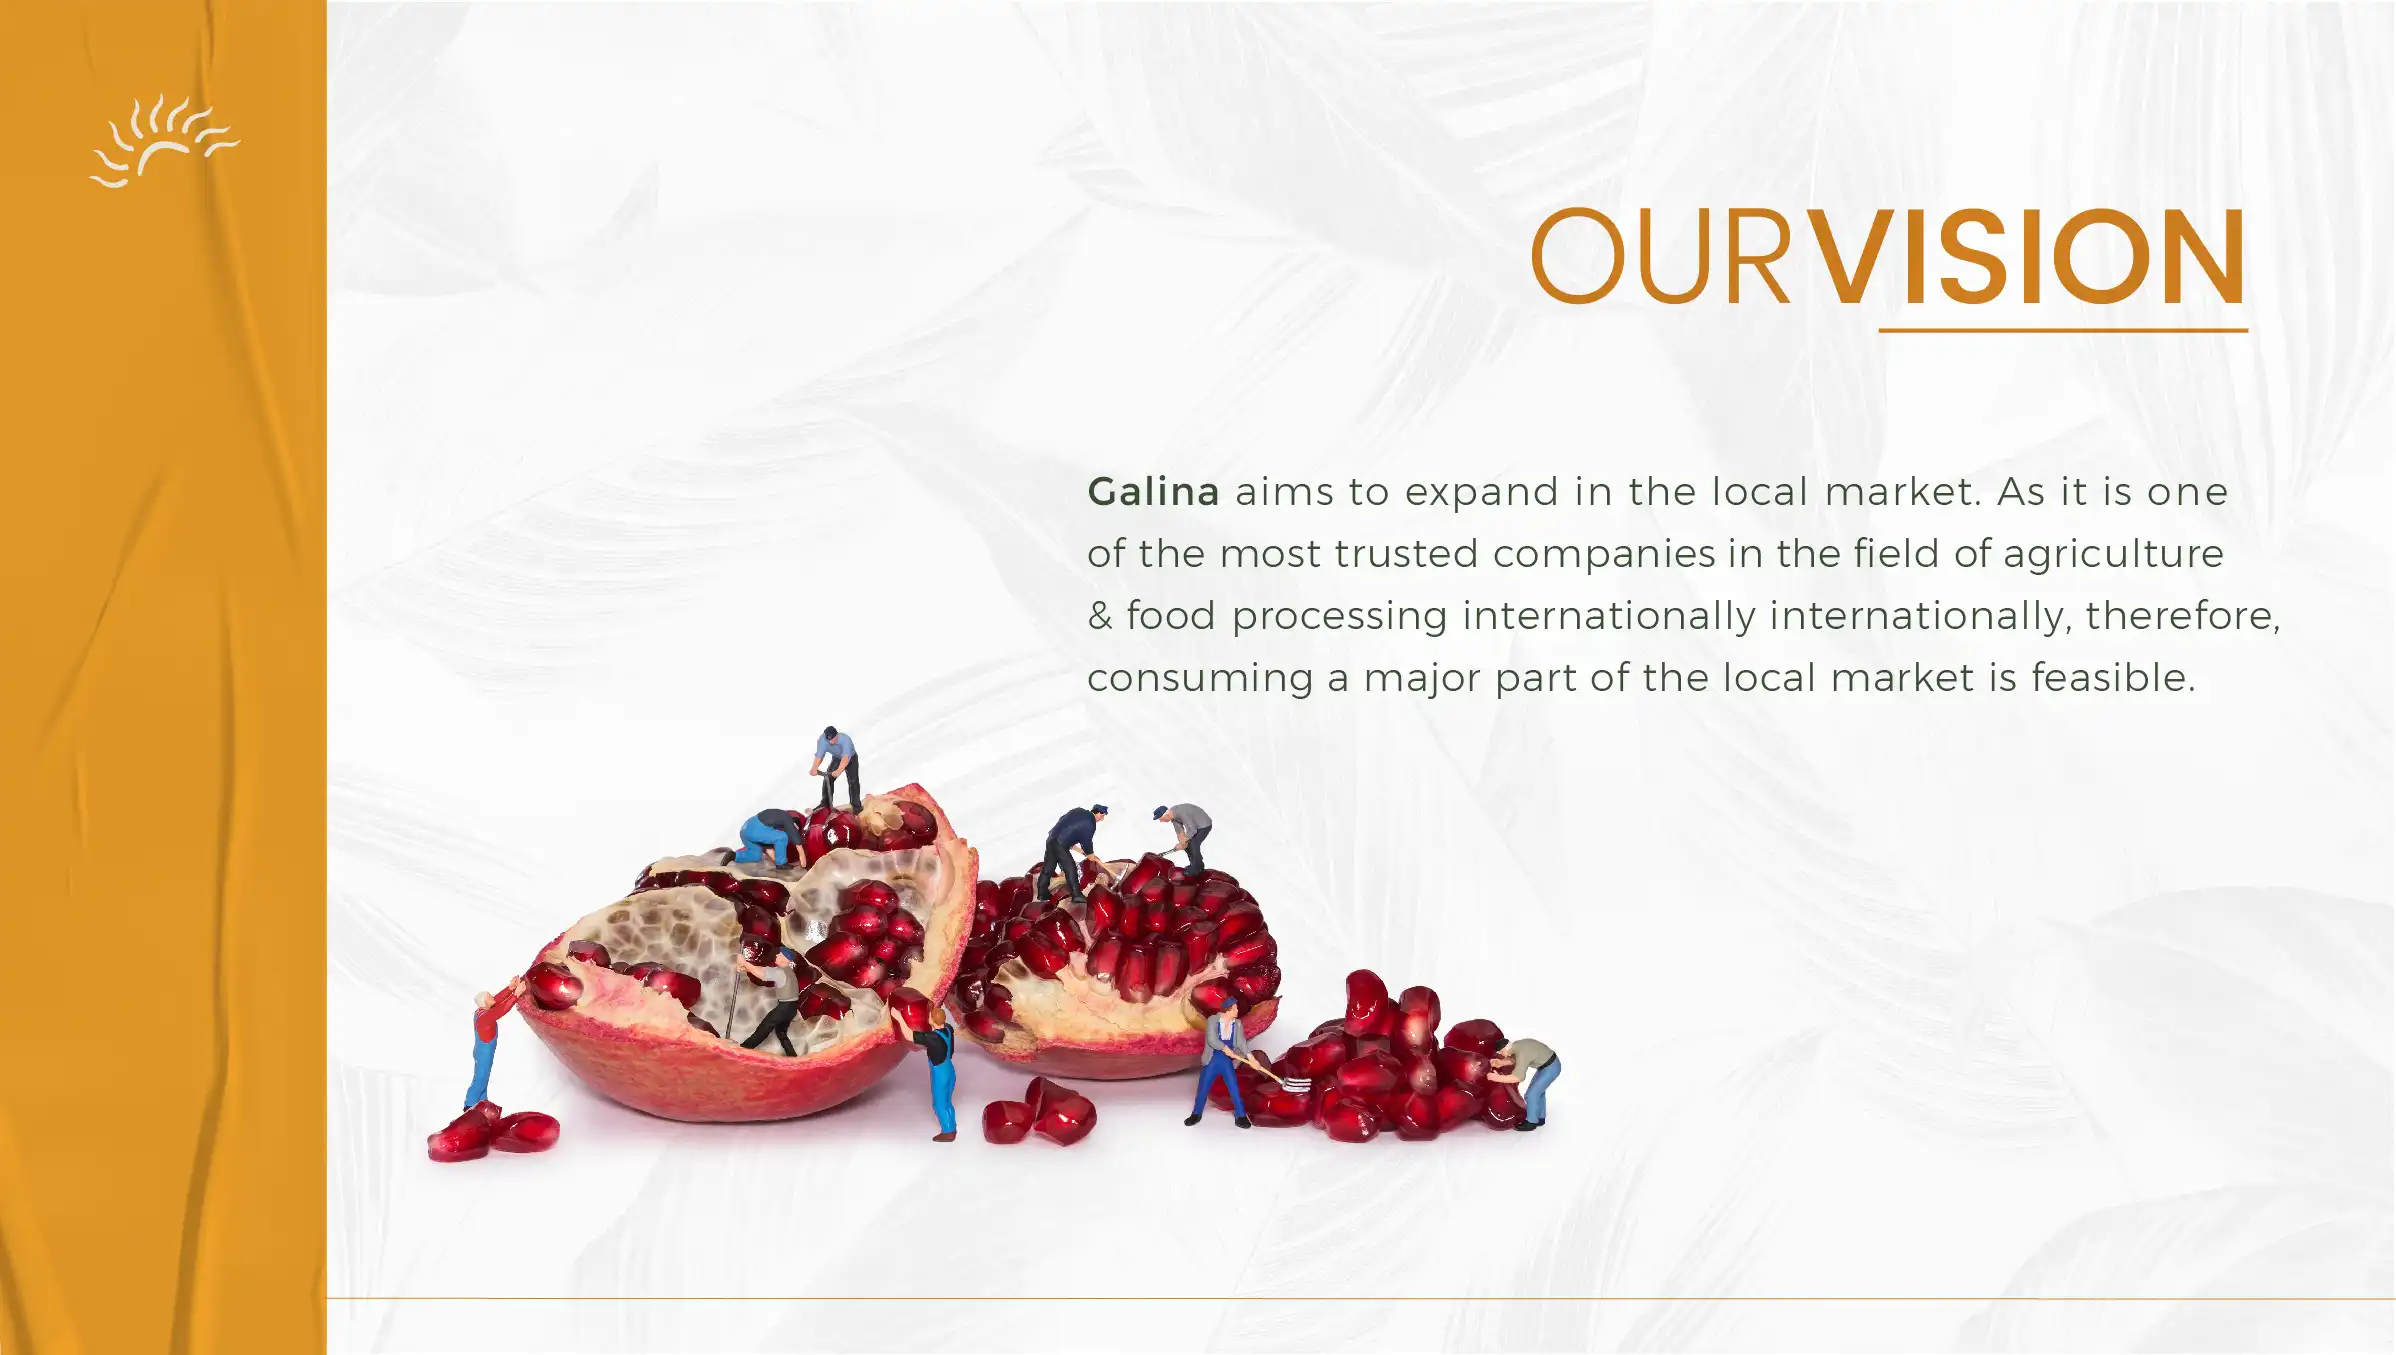 OURVISION
Galina aims to expand in the local market. As it is one
of the most trusted companies in the field of agriculture
& food processing internationally internationally, therefore,
consuming a major part of the local market is feasible.